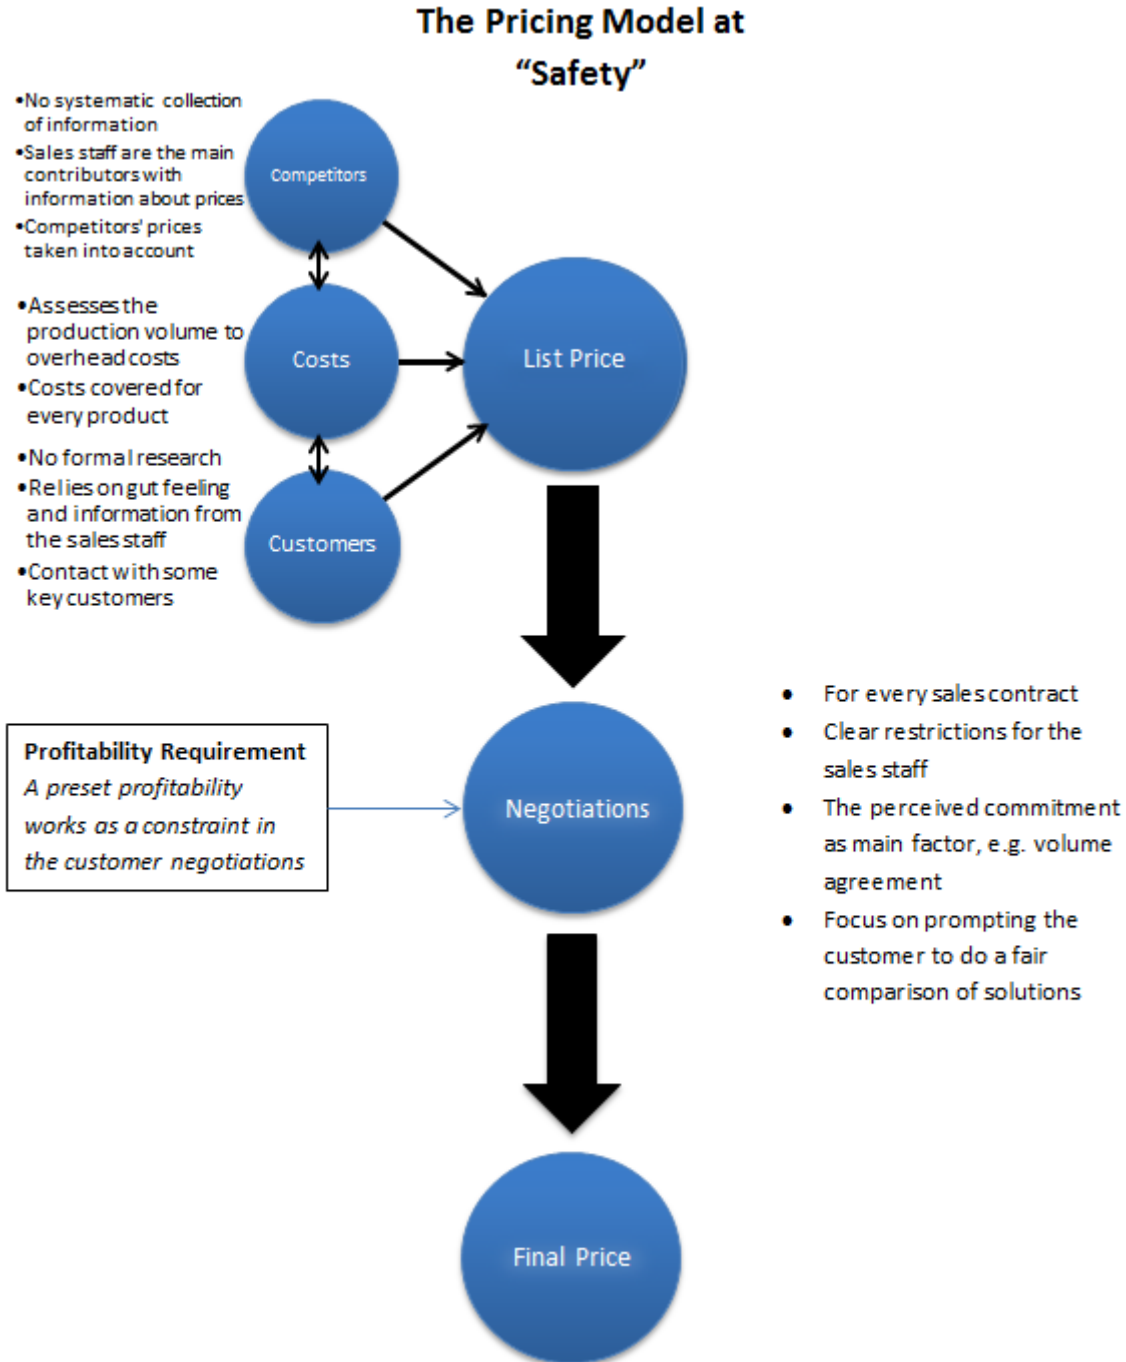 The Pricing Model at
“Safety”
•No systematic collection
of information
•Sales staff are the main
contributors with
information about prices
•Competitors' prices
taken into account
Competitors
•Assesses the
production volume to
overhead costs
•Costs covered for
every product
Costs
List Price
•No formal research
•Relies on gut feeling
and information from
the sales staff
•Contact with some
key customers
Customers
Profitability Requirement
A preset profitability
works as a constraint in
the customer negotiations
Negotiations
• For every sales contract
• Clear restrictions for the
sales staff
• The perceived commitment
as main factor, e.g. volume
agreement
• Focus on prompting the
customer to do a fair
comparison of solutions
Final Price